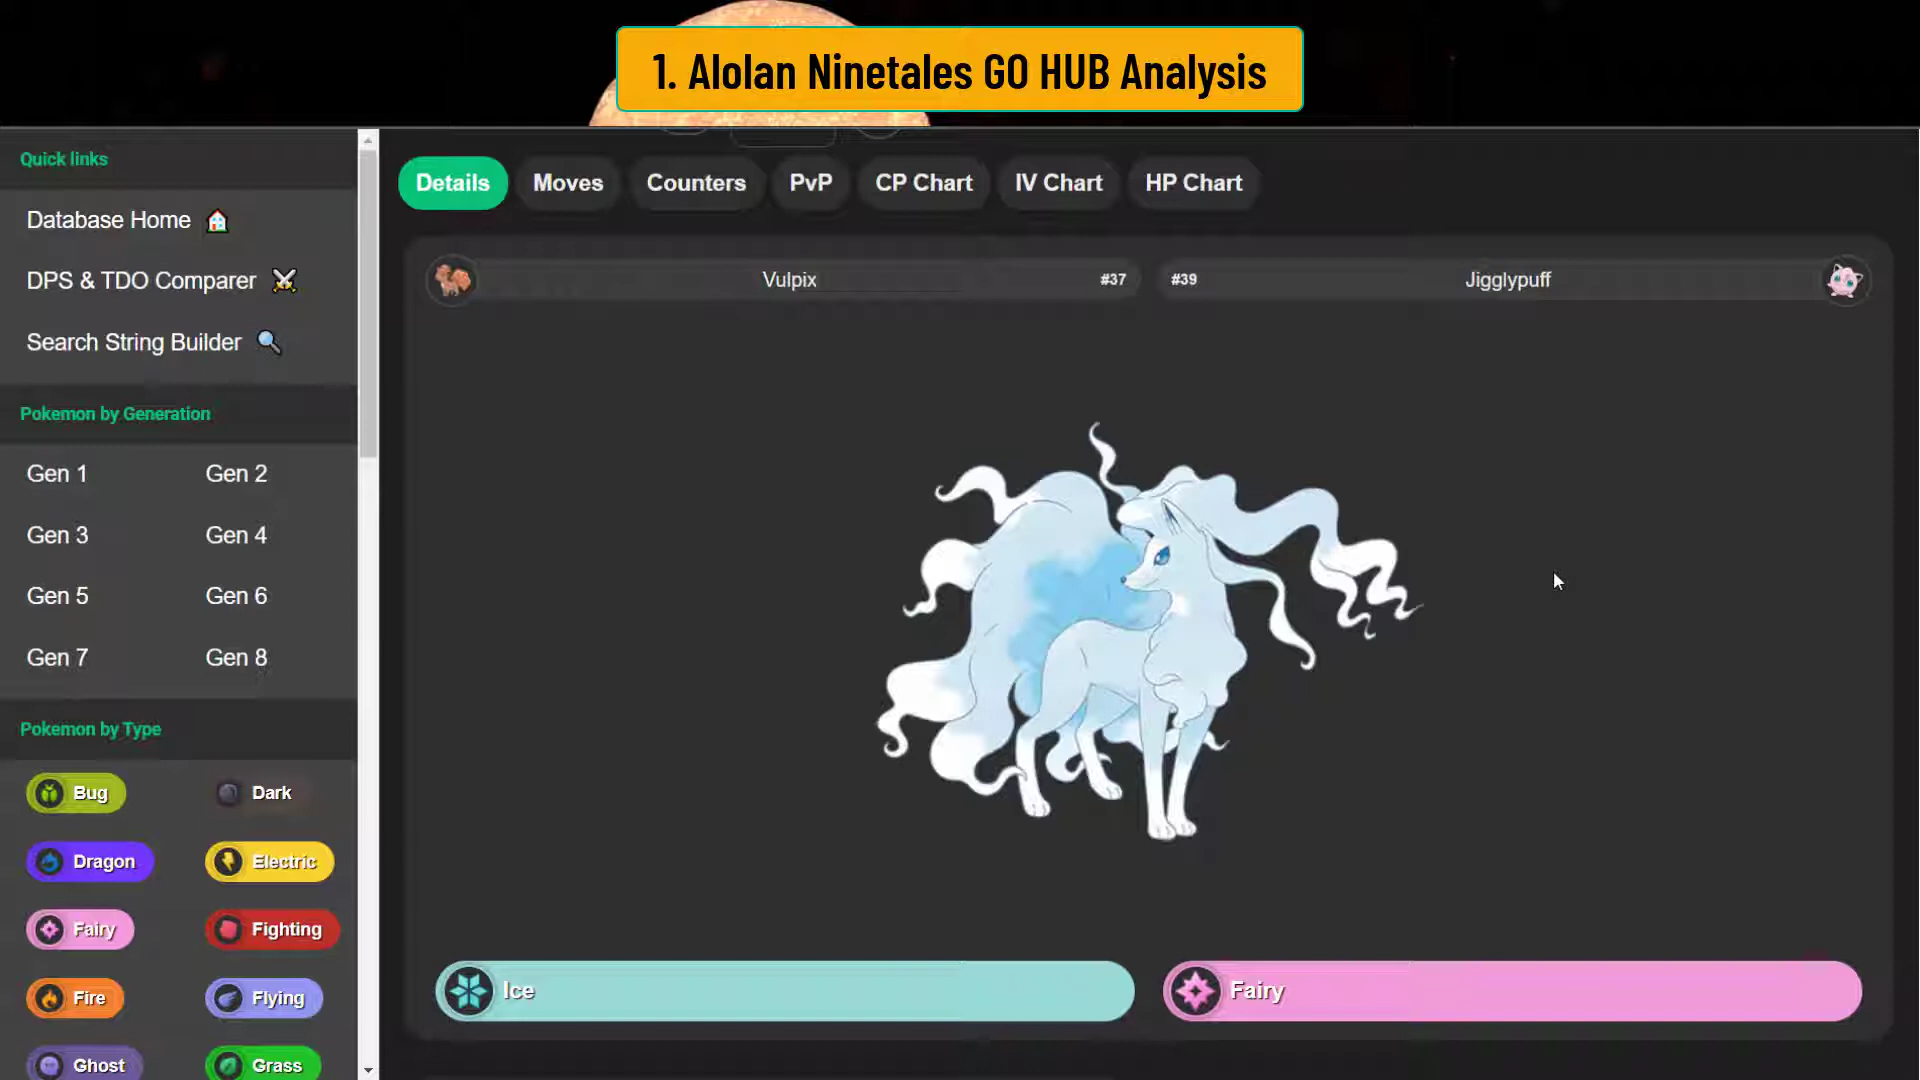 1. Alolan Ninetales GO HUB Analysis
Quick links
Database Home
DPS & TDO Comparer
Search String Builder
Pokemon by Generation
Gen 1 Gen 2
Gen 3 Gen 4
Gen 5 Gen 6
Gen 7 Gen 8
Pokemon by Type
Bug Dark
Dragon Electric
Fairy Fighting
Fire Flying
Ghost Grass
Details Moves Counters PvP CP Chart IV Chart HP Chart
Vulpix #37 #39 Jigglypuff
Ice Fairy